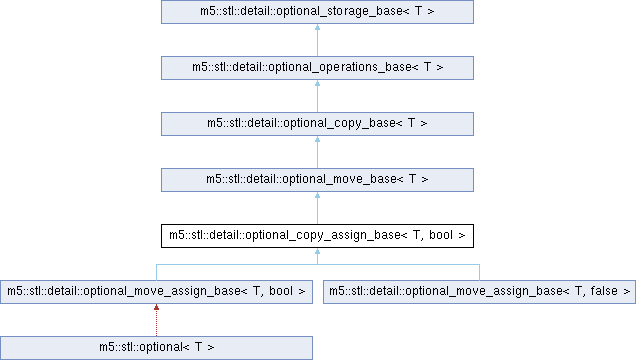 m5::stl::detail::optional_storage_base< T >
m5::stl::detail::optional_operations_base< T >
m5::stl::detail::optional_copy_base< T >
m5::stl::detail::optional_move_base< T >
m5::stl::detail::optional_copy_assign_base< T, bool >
m5::stl::detail::optional_move_assign_base< T, bool >
m5::stl::detail::optional_move_assign_base< T, false >
m5::stl::optional< T >